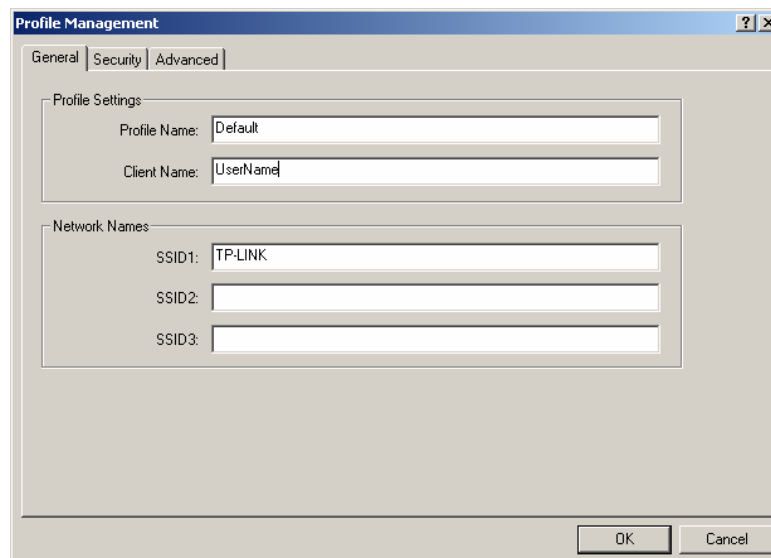 Profile Management
General Security Advanced
Profile Settings
Profile Name: Default
Client Name: UserName
Network Names
SSID1: TP-LINK
SSID2:
SSID3:
OK Cancel